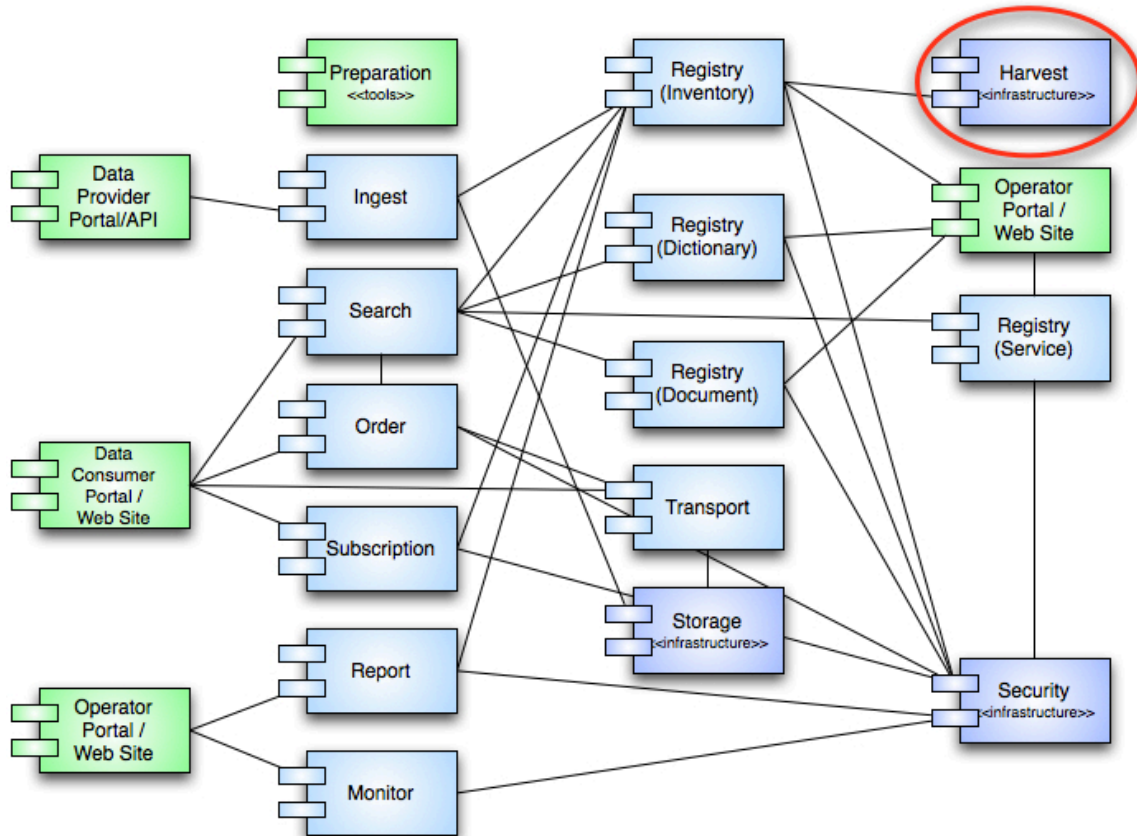 Preparation
<<tools>>
Registry
(Inventory)
Harvest
<<infrastructure>>
Data
Provider
Portal/API
Ingest
Registry
(Dictionary)
Operator
Portal /
Web Site
Search
Registry
(Document)
Registry
(Service)
Data
Consumer
Portal /
Web Site
Order
Transport
Subscription
Storage
<<infrastructure>>
Operator
Portal /
Web Site
Report
Security
<<infrastructure>>
Monitor